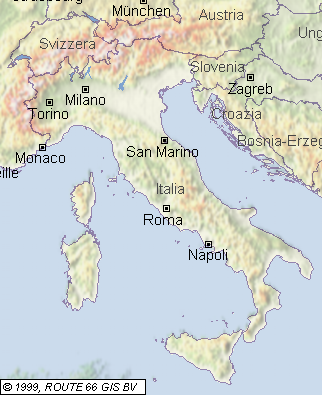 München
Austria
Svizzera
Ung
Slovenia
Zagreb
Milano
Torino
Croazia
Bosnia-Erzeg
San Marino
Monaco
eille
Italia
Roma
Napoli
© 1999, ROUTE 66 GIS BV